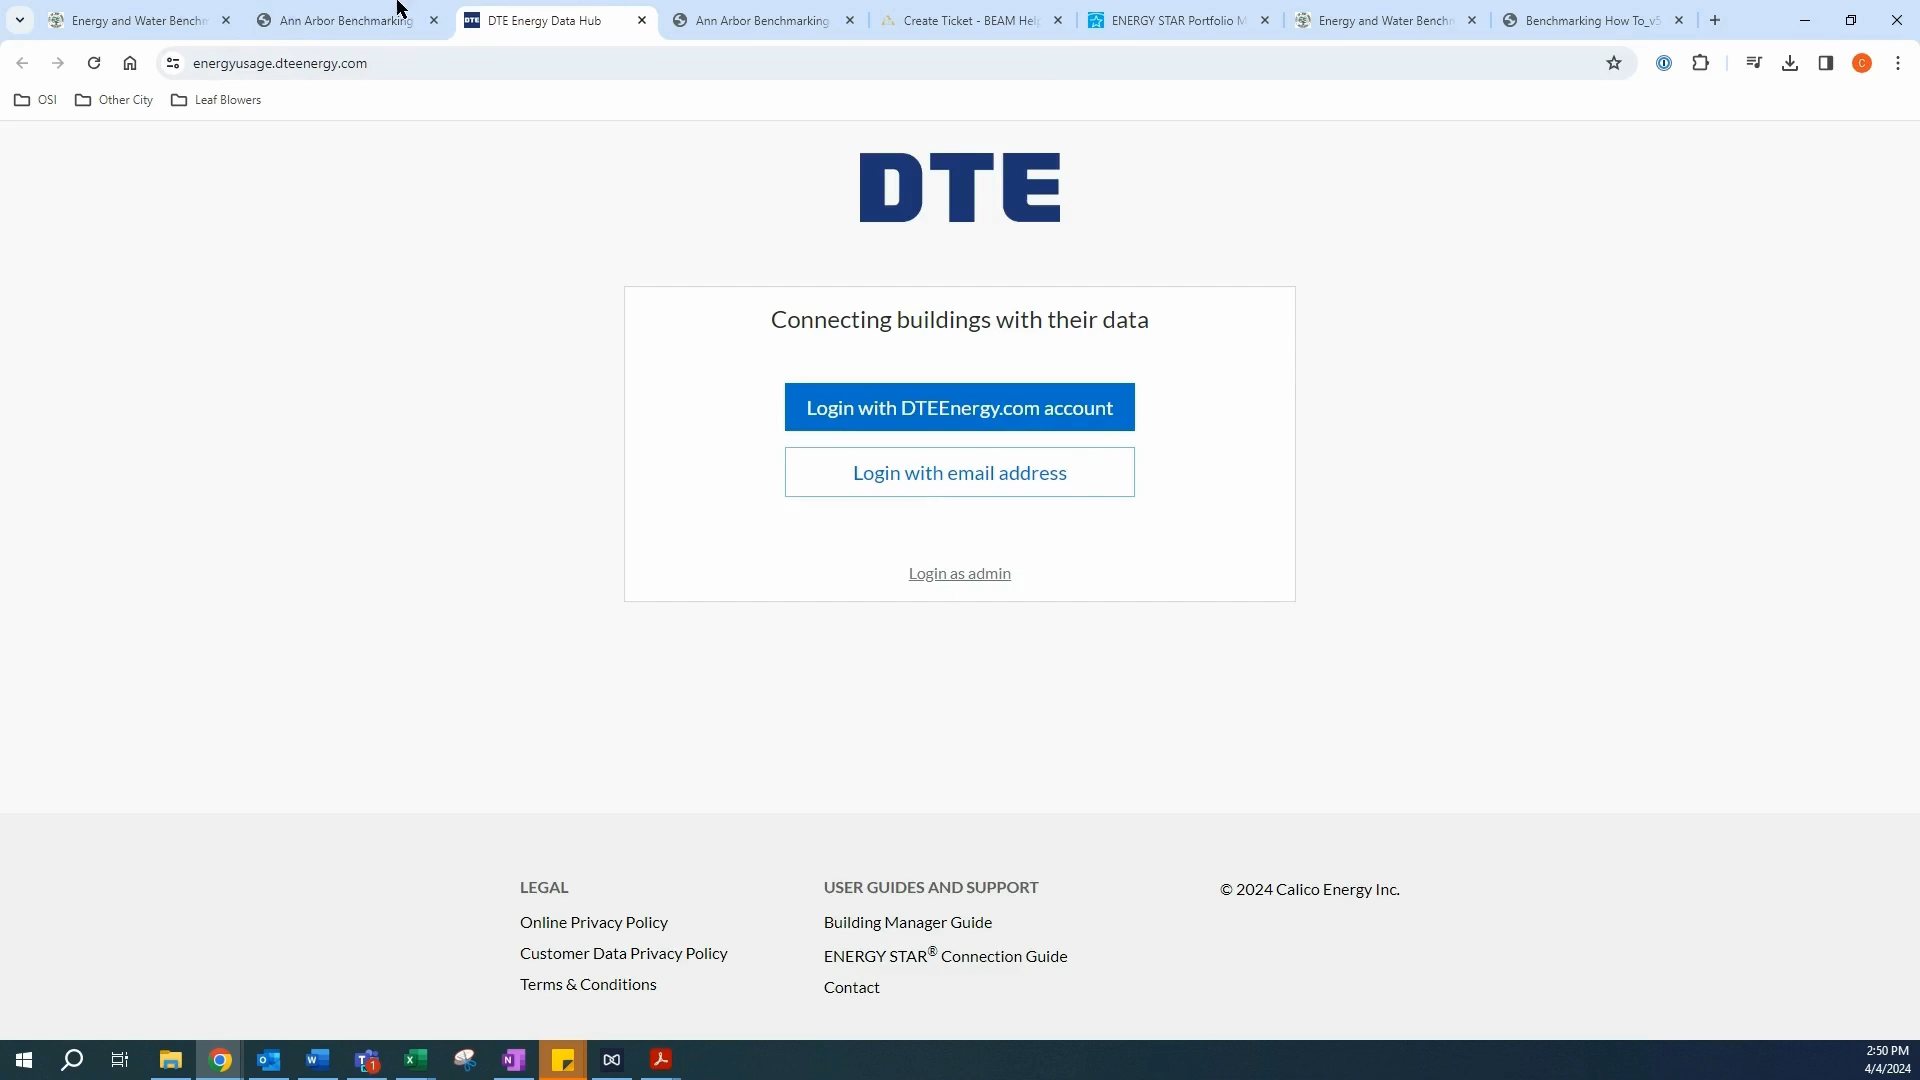 Energy and Water Benchm
Ann Arbor Benchmarking
DTE
DTE Energy Data Hub
Ann Arbor Benchmarking
Create Ticket - BEAM Hel
ENERGY STAR Portfolio M
Energy and Water Benchm
Benchmarking How To_v5
energyusage.dteenergy.com
C
OSI
Other City
Leaf Blowers
DTE
Connecting buildings with their data
Login with DTEEnergy.com account
Login with email address
Login as admin
LEGAL
Online Privacy Policy
Customer Data Privacy Policy
Terms & Conditions
USER GUIDES AND SUPPORT
Building Manager Guide
ENERGY STAR® Connection Guide
Contact
© 2024 Calico Energy Inc.
1
2:50 PM
4/4/2024